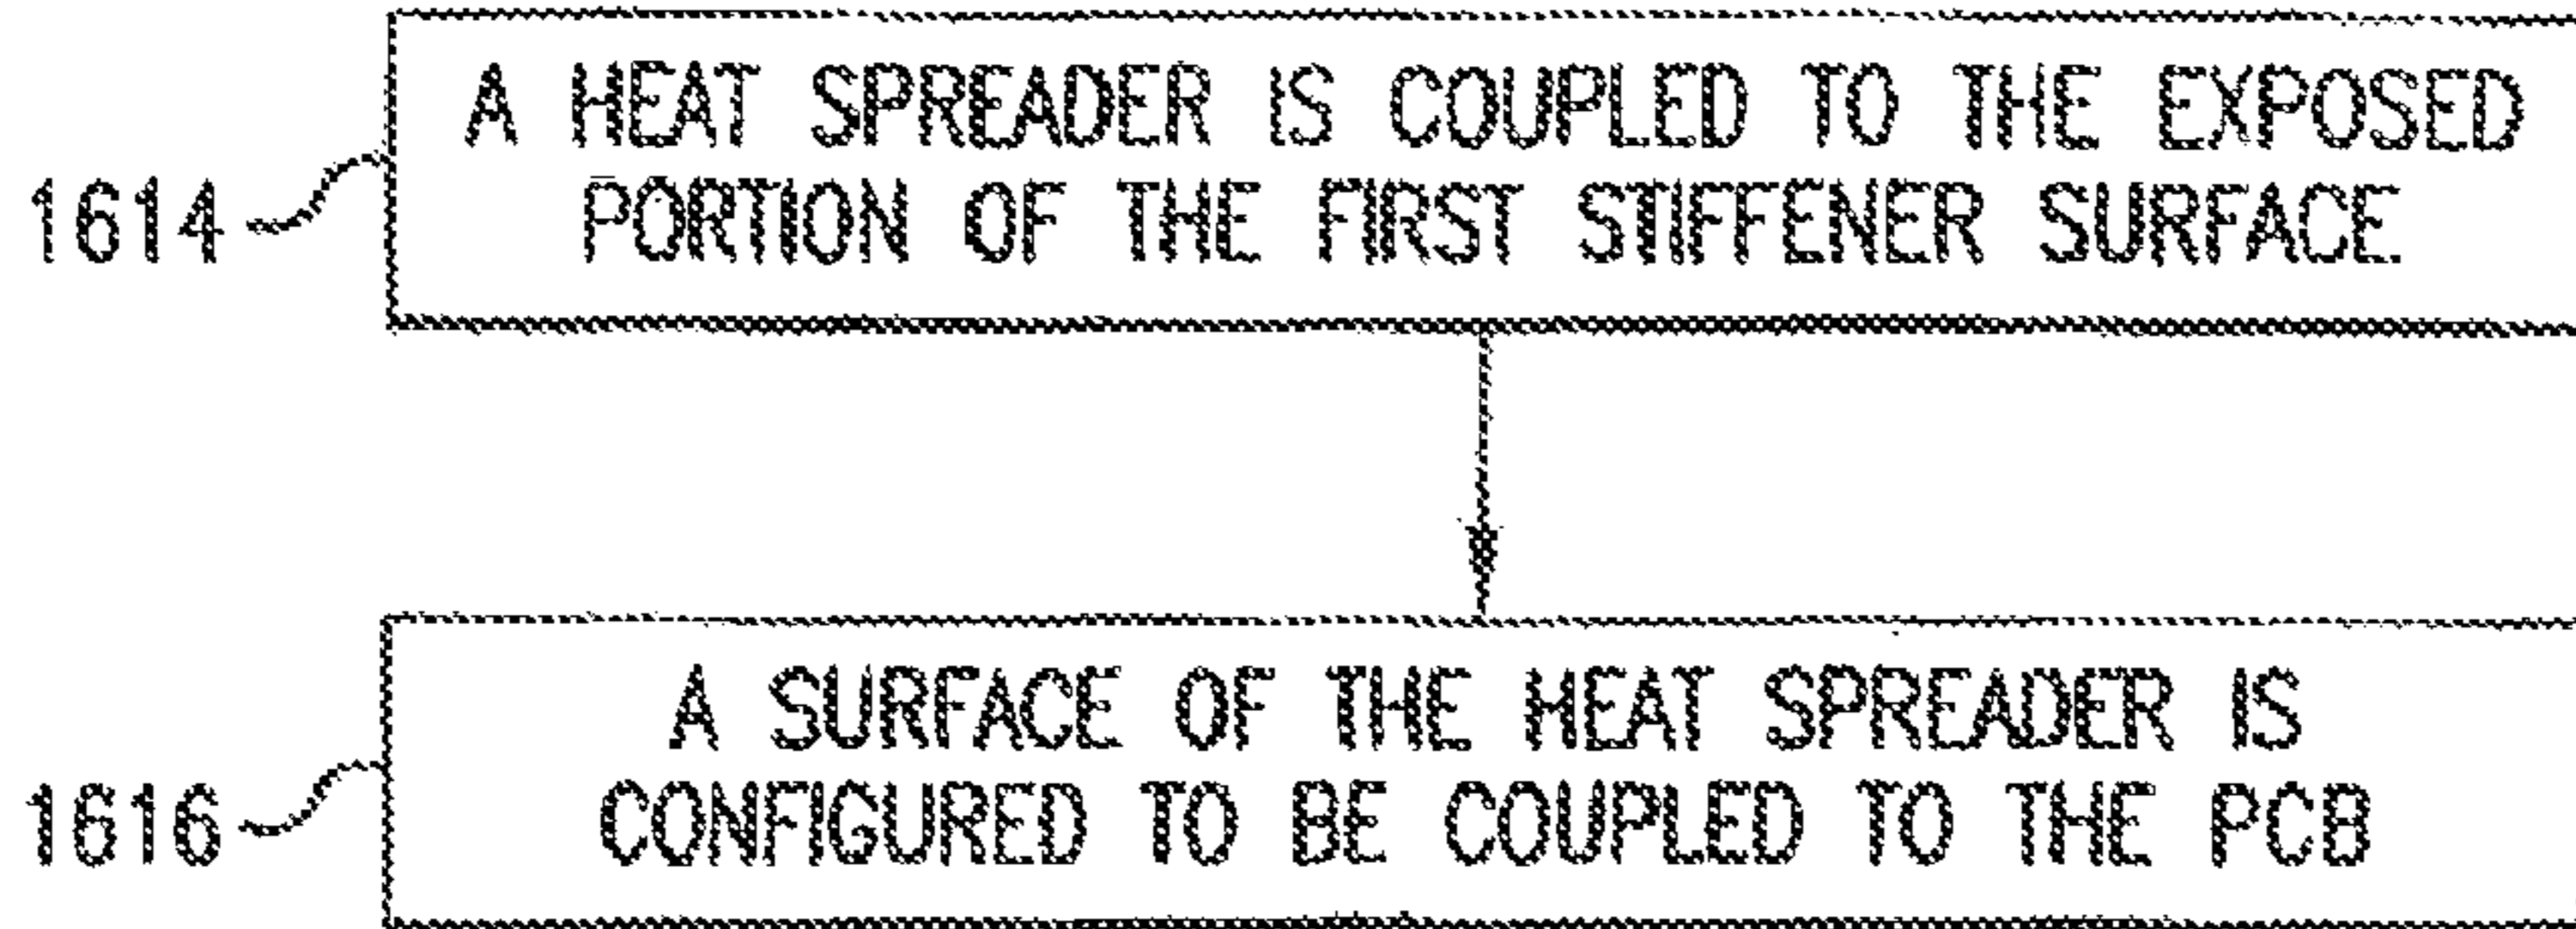 1614
A HEAT SPREADER IS COUPLED TO THE EXPOSED
PORTION OF THE FIRST STIFFENER SURFACE
1616
A SURFACE OF THE HEAT SPREADER IS
CONFIGURED TO BE COUPLED TO THE PCB